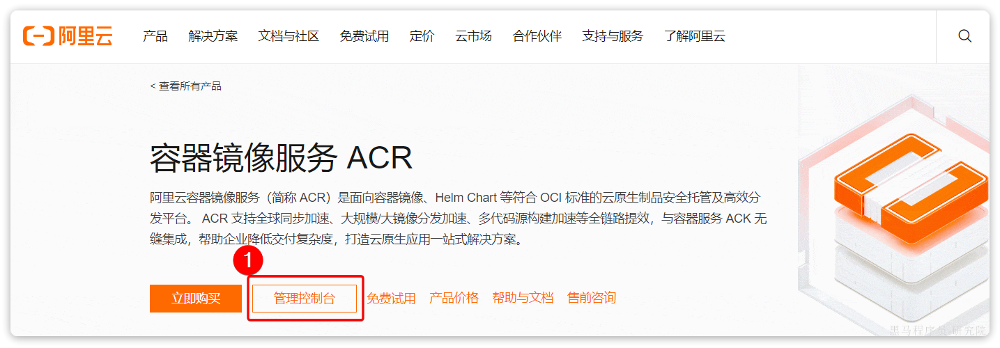 阿里云 产品 解决方案 文档与社区 免费试用 定价 云市场 合作伙伴 支持与服务 了解阿里云
< 查看所有产品
容器镜像服务 ACR
阿里云容器镜像服务（简称 ACR）是面向容器镜像、Helm Chart 等符合 OCI 标准的云原生制品安全托管及高效分
发平台。 ACR 支持全球同步加速、大规模/大镜像分发加速、多代码源构建加速等全链路提效，与容器服务 ACK 无
缝集成，帮助企业降低交付复杂度，打造云原生应用一站式解决方案。
1
立即购买 管理控制台 免费试用 产品价格 帮助与文档 售前咨询
黑马程序员-研究院